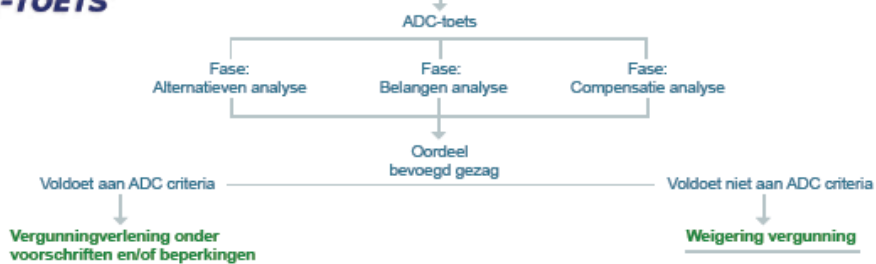 -TOETS
ADC-toets
Fase:
Alternatieven analyse
Fase:
Belangen analyse
Fase:
Compensatie analyse
Oordeel
bevoegd gezag
Voldoet aan ADC criteria
Voldoet niet aan ADC criteria
Vergunningverlening onder
voorschriften en/of beperkingen
Weigering vergunning